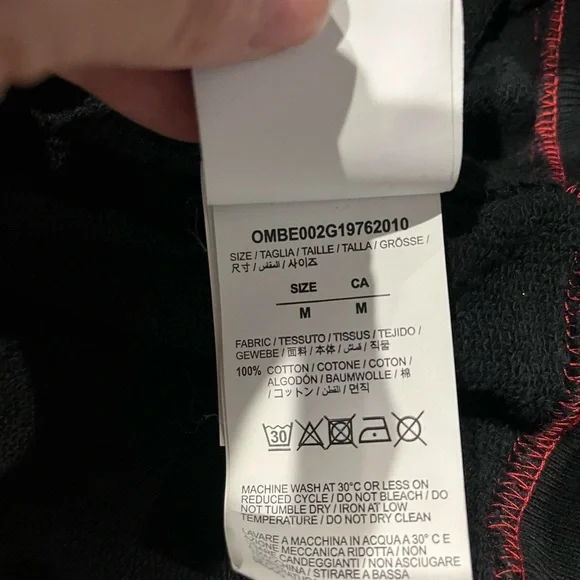 OMBE002G19762010
SIZE / TAGLIA / TAILLE / TALLA / GRÖSSE /
尺寸 / المقاس / 사이즈
SIZE CA
M M
FABRIC / TESSUTO / TISSUS / TEJIDO /
GEWEBE / 面料 / 本体 / قماش / 직물
100% COTTON / COTONE / COTON /
ALGODÓN / BAUMWOLLE / 棉
/ コットン / القطن / 면직
30
MACHINE WASH AT 30°C OR LESS ON
REDUCED CYCLE / DO NOT BLEACH / DO
NOT TUMBLE DRY / IRON AT LOW
TEMPERATURE / DO NOT DRY CLEAN
LAVARE A MACCHINA IN ACQUA A 30° C E
AZIONE MECCANICA RIDOTTA / NON
CANDEGGIANTI / NON ASCIUGARE
STIRARE A BASSA